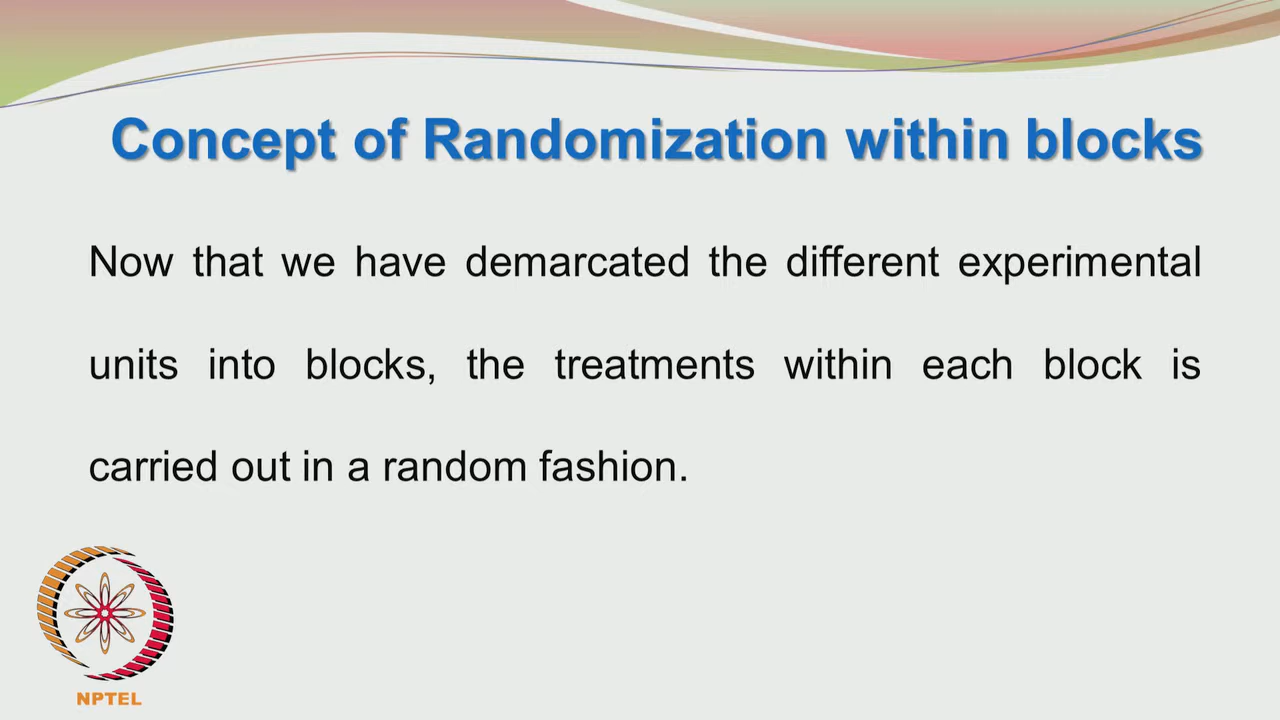 Concept of Randomization within blocks
Now that we have demarcated the different experimental
units into blocks, the treatments within each block is
carried out in a random fashion.
NPTEL